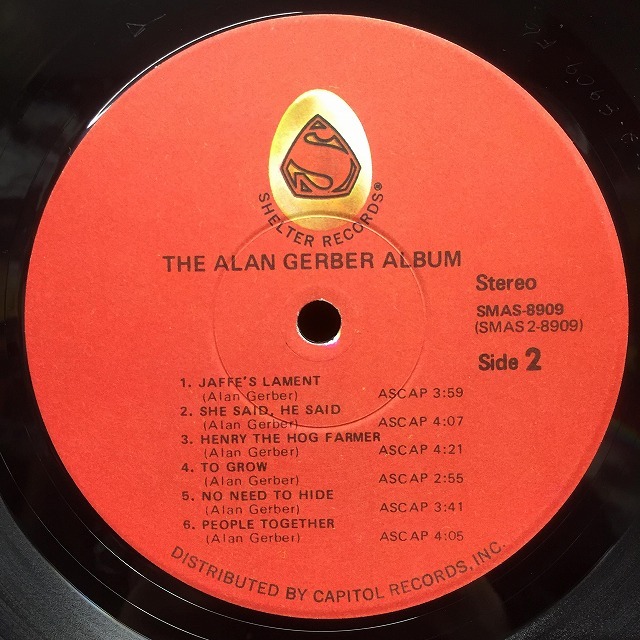 SHELTER RECORDS®
THE ALAN GERBER ALBUM
Stereo
SMAS-8909
(SMAS 2-8909)
Side 2
1. JAFFE'S LAMENT
(Alan Gerber) ASCAP 3:59
2. SHE SAID, HE SAID
(Alan Gerber) ASCAP 4:07
3. HENRY THE HOG FARMER
(Alan Gerber) ASCAP 4:21
4. TO GROW
(Alan Gerber) ASCAP 2:55
5. NO NEED TO HIDE
(Alan Gerber) ASCAP 3:41
6. PEOPLE TOGETHER
(Alan Gerber) ASCAP 4:05
DISTRIBUTED BY CAPITOL RECORDS, INC.